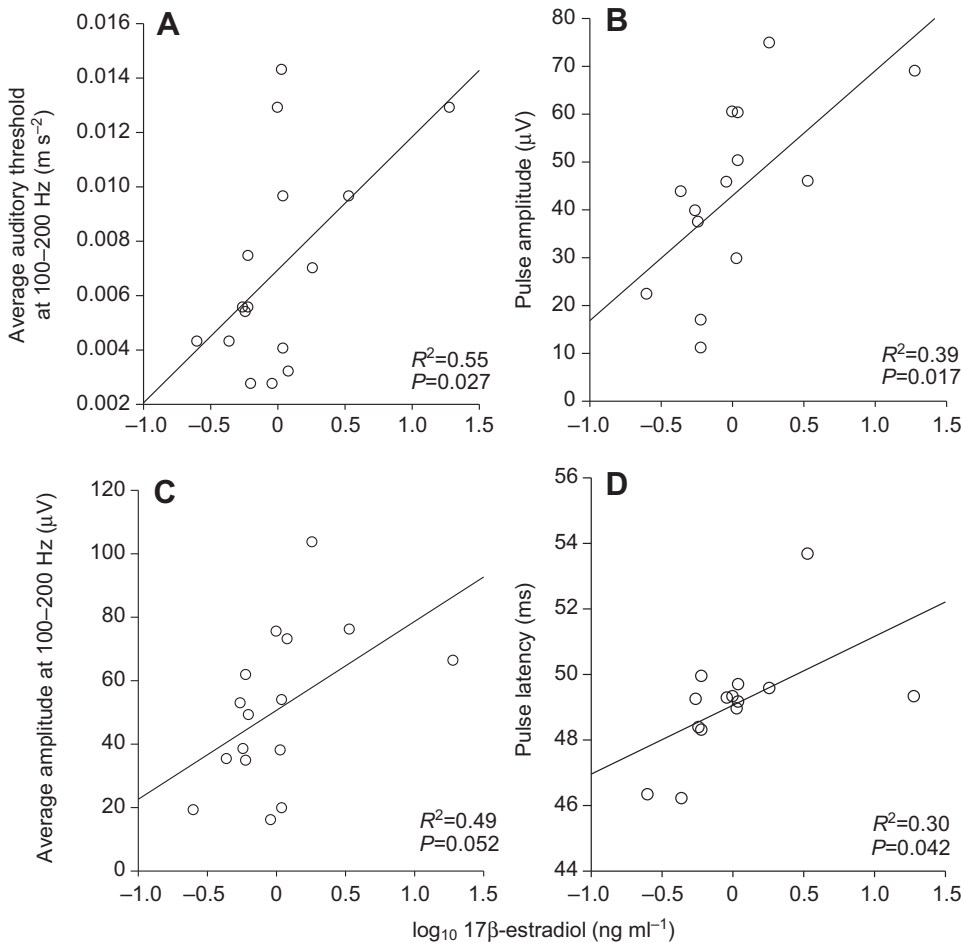 A
0.016
0.014
0.012
0.010
0.008
0.006
0.004
0.002
Average auditory threshold
at 100–200 Hz (m s⁻²)
R²=0.55
P=0.027
–1.0 –0.5 0 0.5 1.0 1.5
B
80
70
60
50
40
30
20
10
0
Pulse amplitude (μV)
R²=0.39
P=0.017
–1.0 –0.5 0 0.5 1.0 1.5
C
120
100
80
60
40
20
0
Average amplitude at 100–200 Hz (μV)
R²=0.49
P=0.052
–1.0 –0.5 0 0.5 1.0 1.5
D
56
54
52
50
48
46
44
Pulse latency (ms)
R²=0.30
P=0.042
–1.0 –0.5 0 0.5 1.0 1.5
log₁₀ 17β-estradiol (ng ml⁻¹)